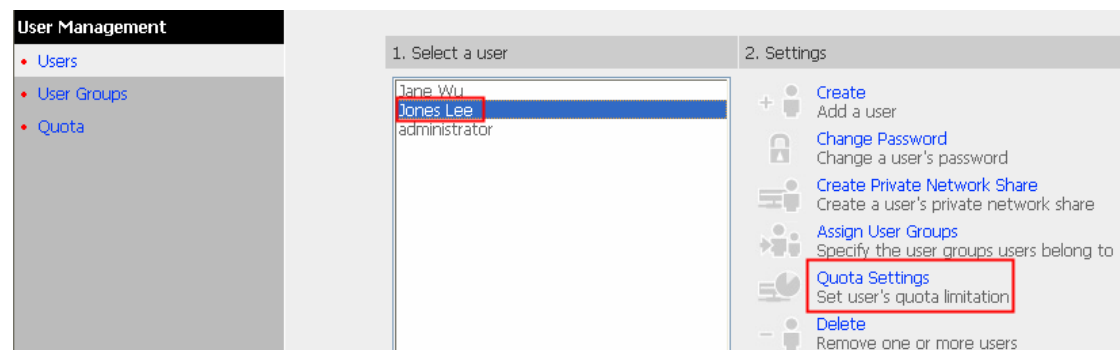 User Management
• Users
• User Groups
• Quota
1. Select a user
Jane Wu
Jones Lee
administrator
2. Settings
Create
Add a user
Change Password
Change a user's password
Create Private Network Share
Create a user's private network share
Assign User Groups
Specify the user groups users belong to
Quota Settings
Set user's quota limitation
Delete
Remove one or more users